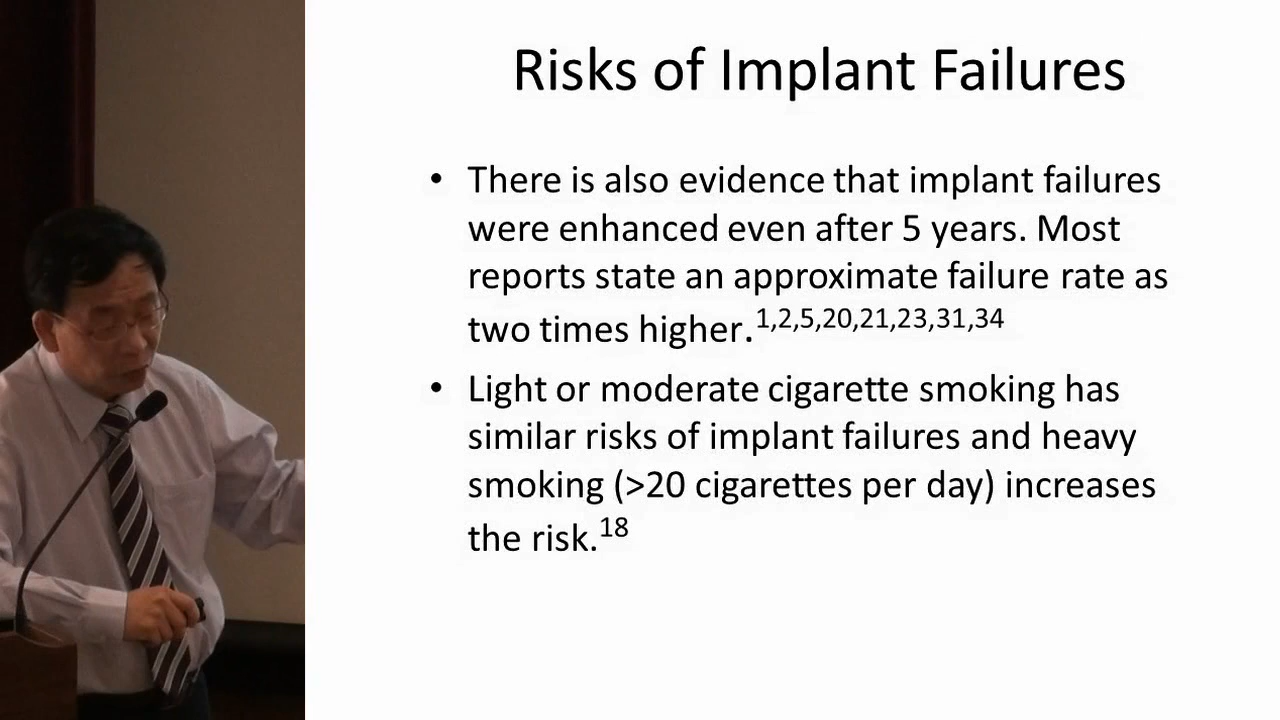 Risks of Implant Failures
• There is also evidence that implant failures
were enhanced even after 5 years. Most
reports state an approximate failure rate as
two times higher.1,2,5,20,21,23,31,34
• Light or moderate cigarette smoking has
similar risks of implant failures and heavy
smoking (>20 cigarettes per day) increases
the risk.18